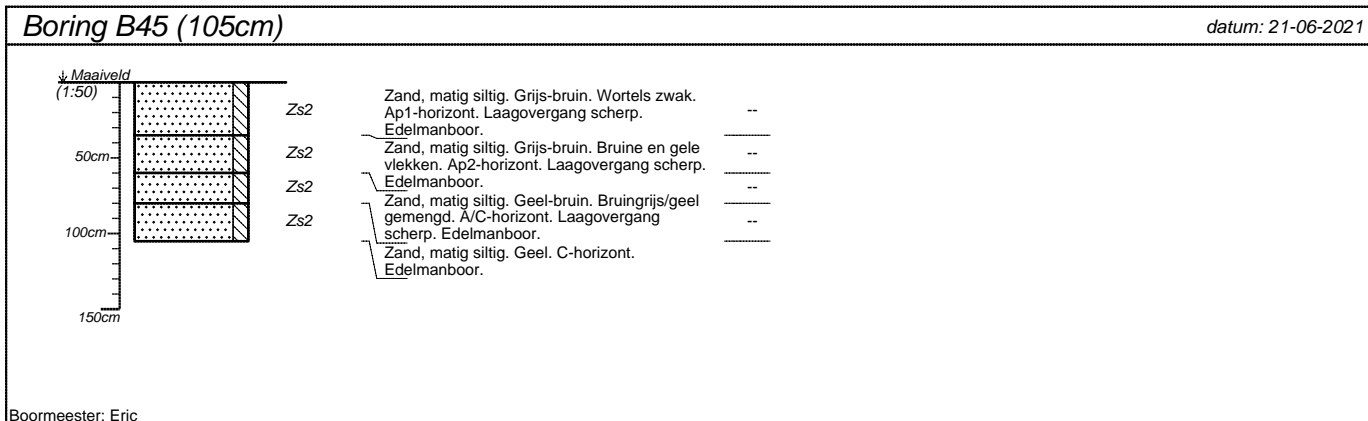 Boring B45 (105cm)
datum: 21-06-2021
Maaiveld
(1:50)
50cm
100cm
150cm
Zs2
Zand, matig siltig. Grijs-bruin. Wortels zwak.
Ap1-horizont. Laagovergang scherp.
Edelmanboor.
--
Zs2
Zand, matig siltig. Grijs-bruin. Bruine en gele
vlekken. Ap2-horizont. Laagovergang scherp.
Edelmanboor.
--
Zs2
Zand, matig siltig. Geel-bruin. Bruingrijs/geel
gemengd. A/C-horizont. Laagovergang
scherp. Edelmanboor.
--
Zs2
Zand, matig siltig. Geel. C-horizont.
Edelmanboor.
--
Boormeester: Eric